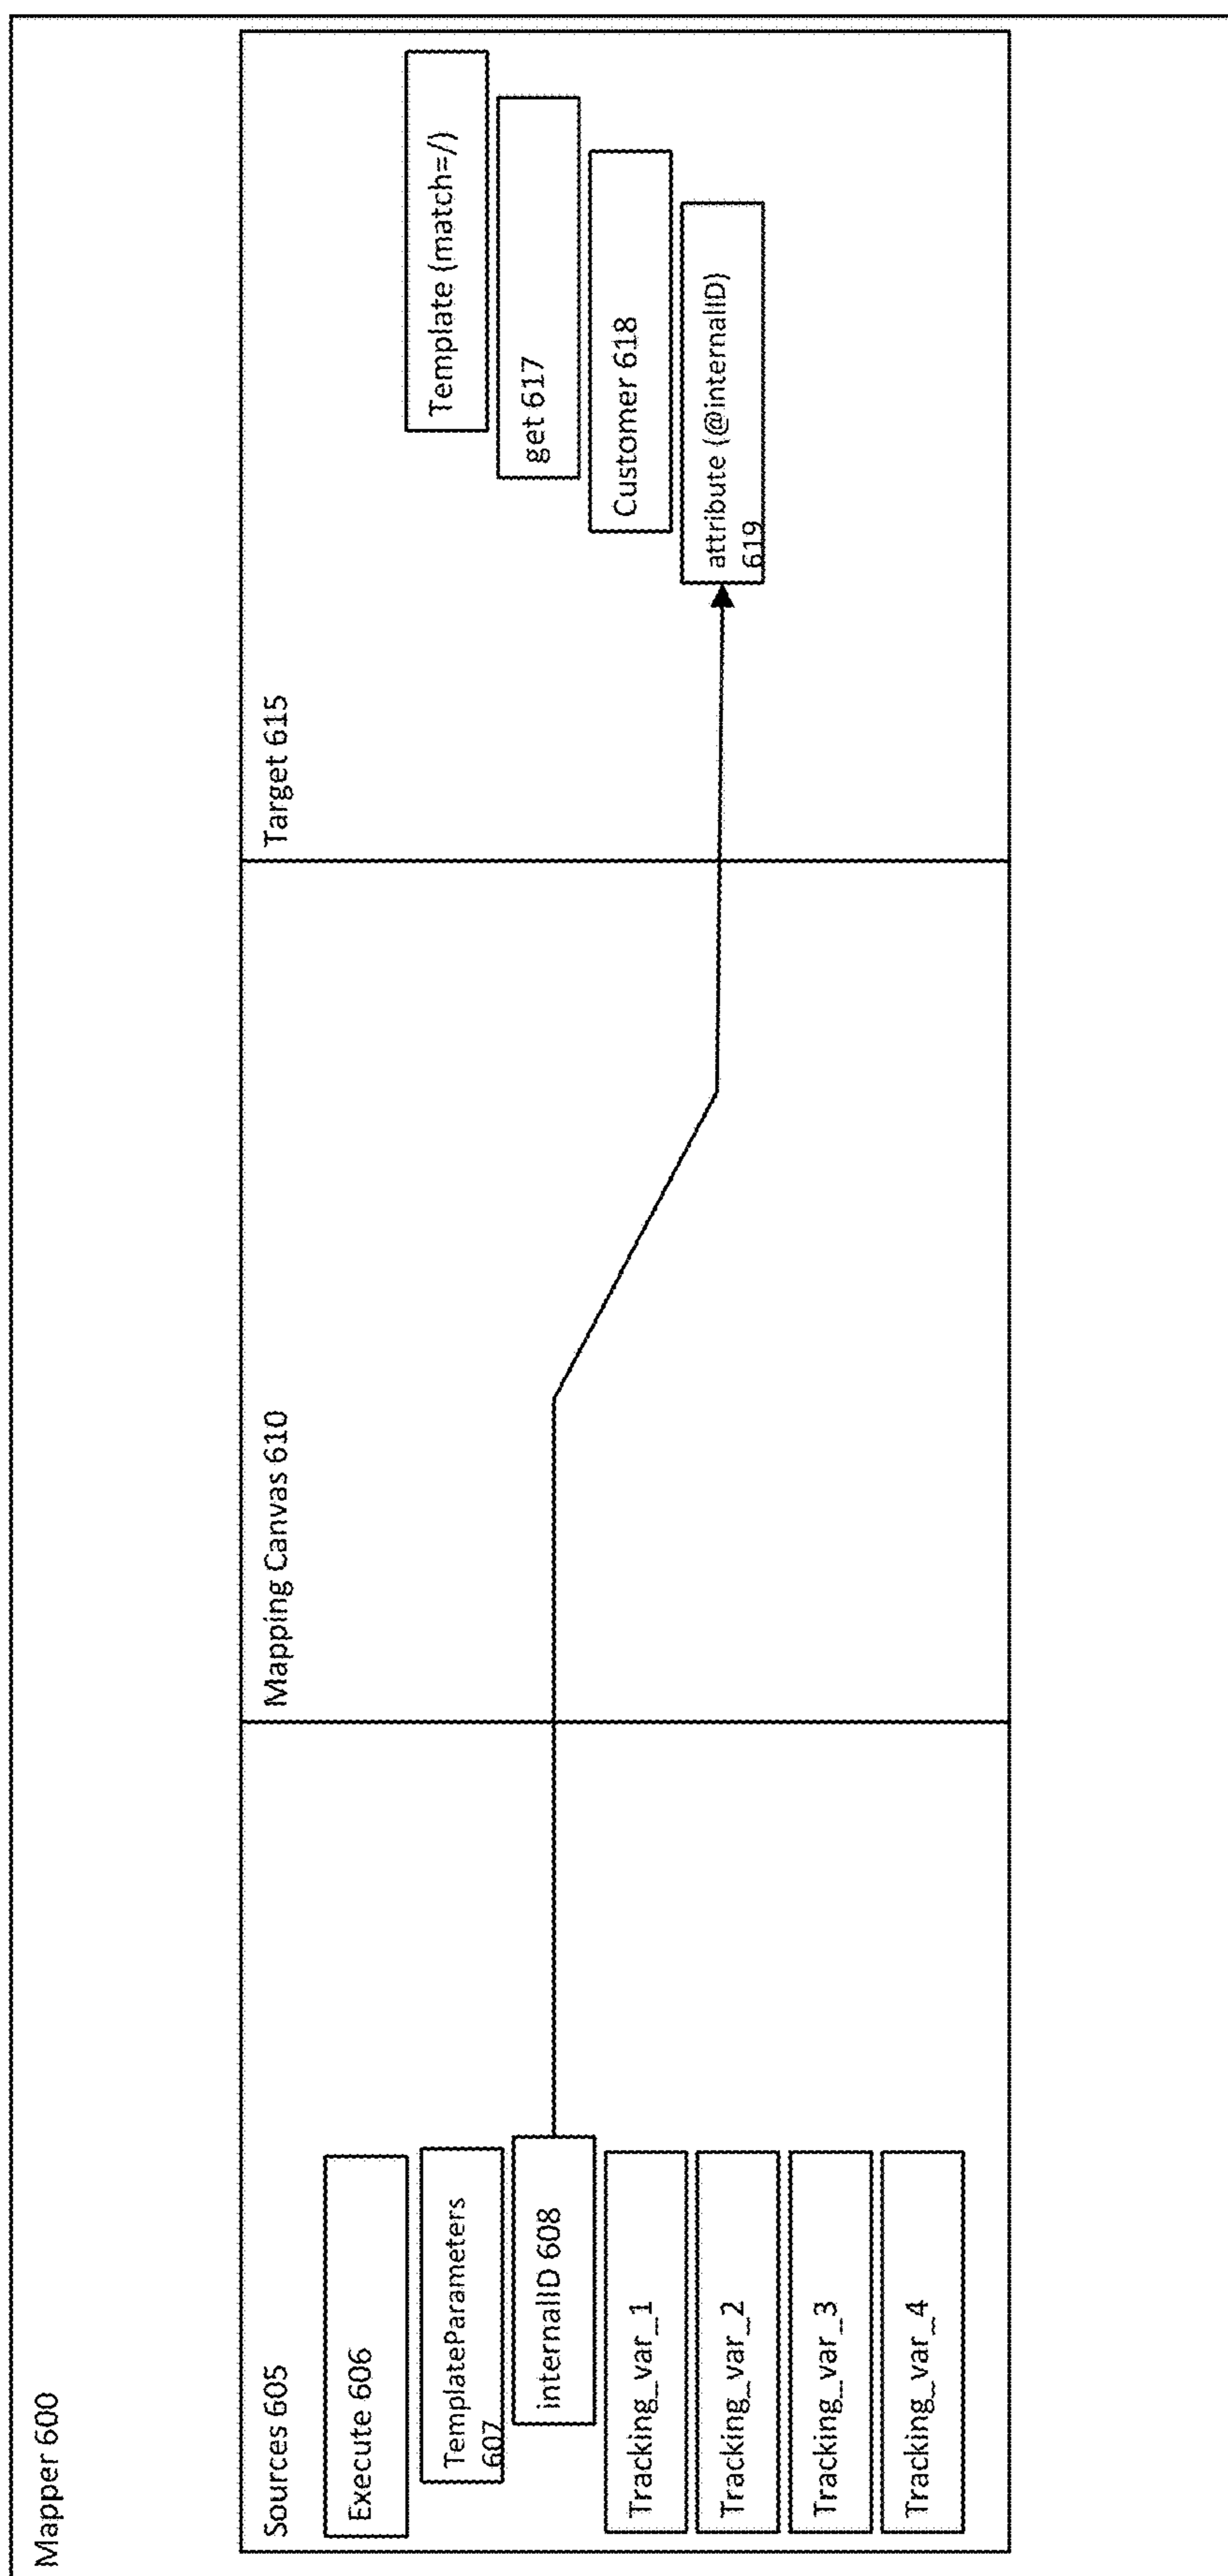 Mapper 600
Sources 605
Execute 606
TemplateParameters
607
internalID 608
Tracking_var_1
Tracking_var_2
Tracking_var_3
Tracking_var_4
Mapping Canvas 610
Target 615
Template (match=/)
get 617
Customer 618
attribute (@internalID)
619